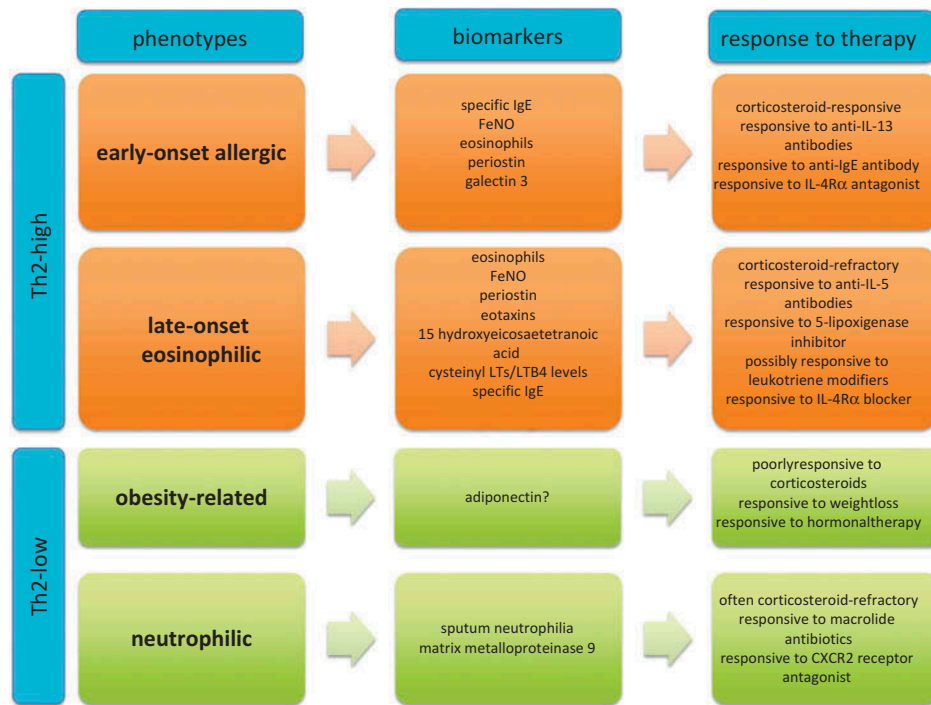 phenotypes
biomarkers
response to therapy
Th2-high
early-onset allergic
specific IgE
FeNO
eosinophils
periostin
galectin 3
corticosteroid-responsive
responsive to anti-IL-13
antibodies
responsive to anti-IgE antibody
responsive to IL-4Rα antagonist
late-onset
eosinophilic
eosinophils
FeNO
periostin
eotaxins
15 hydroxyeicosaetetranoic
acid
cysteinyl LTs/LTB4 levels
specific IgE
corticosteroid-refractory
responsive to anti-IL-5
antibodies
responsive to 5-lipoxigenase
inhibitor
possibly responsive to
leukotriene modifiers
responsive to IL-4Rα blocker
Th2-low
obesity-related
adiponectin?
poorlyresponsive to
corticosteroids
responsive to weightloss
responsive to hormonaltherapy
neutrophilic
sputum neutrophilia
matrix metalloproteinase 9
often corticosteroid-refractory
responsive to macrolide
antibiotics
responsive to CXCR2 receptor
antagonist